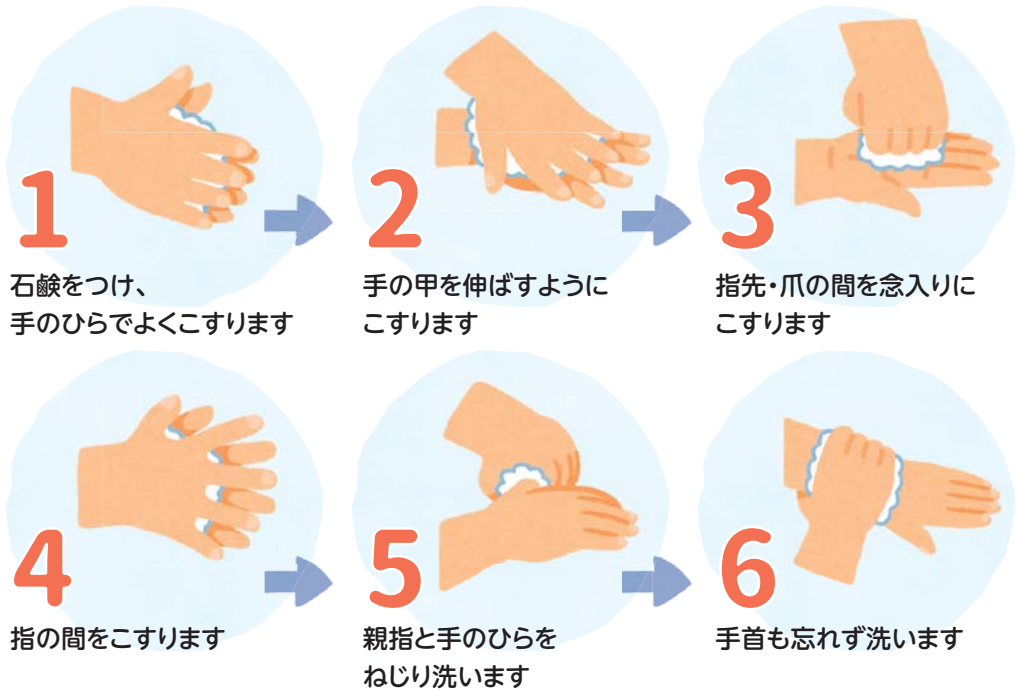 1
石鹸をつけ、
手のひらでよくこすります
2
手の甲を伸ばすように
こすります
3
指先・爪の間を念入りに
こすります
4
指の間をこすります
5
親指と手のひらを
ねじり洗います
6
手首も忘れず洗います